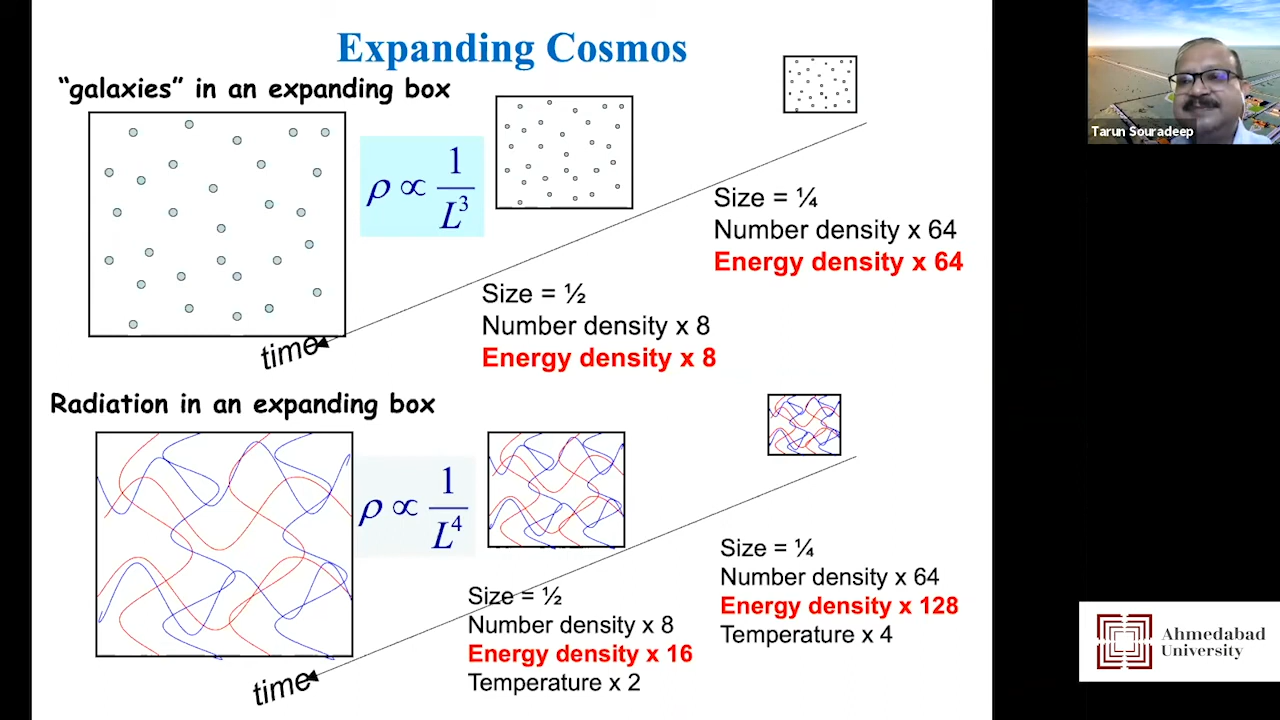 Expanding Cosmos
“galaxies” in an expanding box
ρ ∝ 1/L³
Size = ½
Number density x 8
Energy density x 8
Size = ¼
Number density x 64
Energy density x 64
time
Radiation in an expanding box
ρ ∝ 1/L⁴
Size = ½
Number density x 8
Energy density x 16
Temperature x 2
Size = ¼
Number density x 64
Energy density x 128
Temperature x 4
time
Tarun Souradeep
Ahmedabad
University